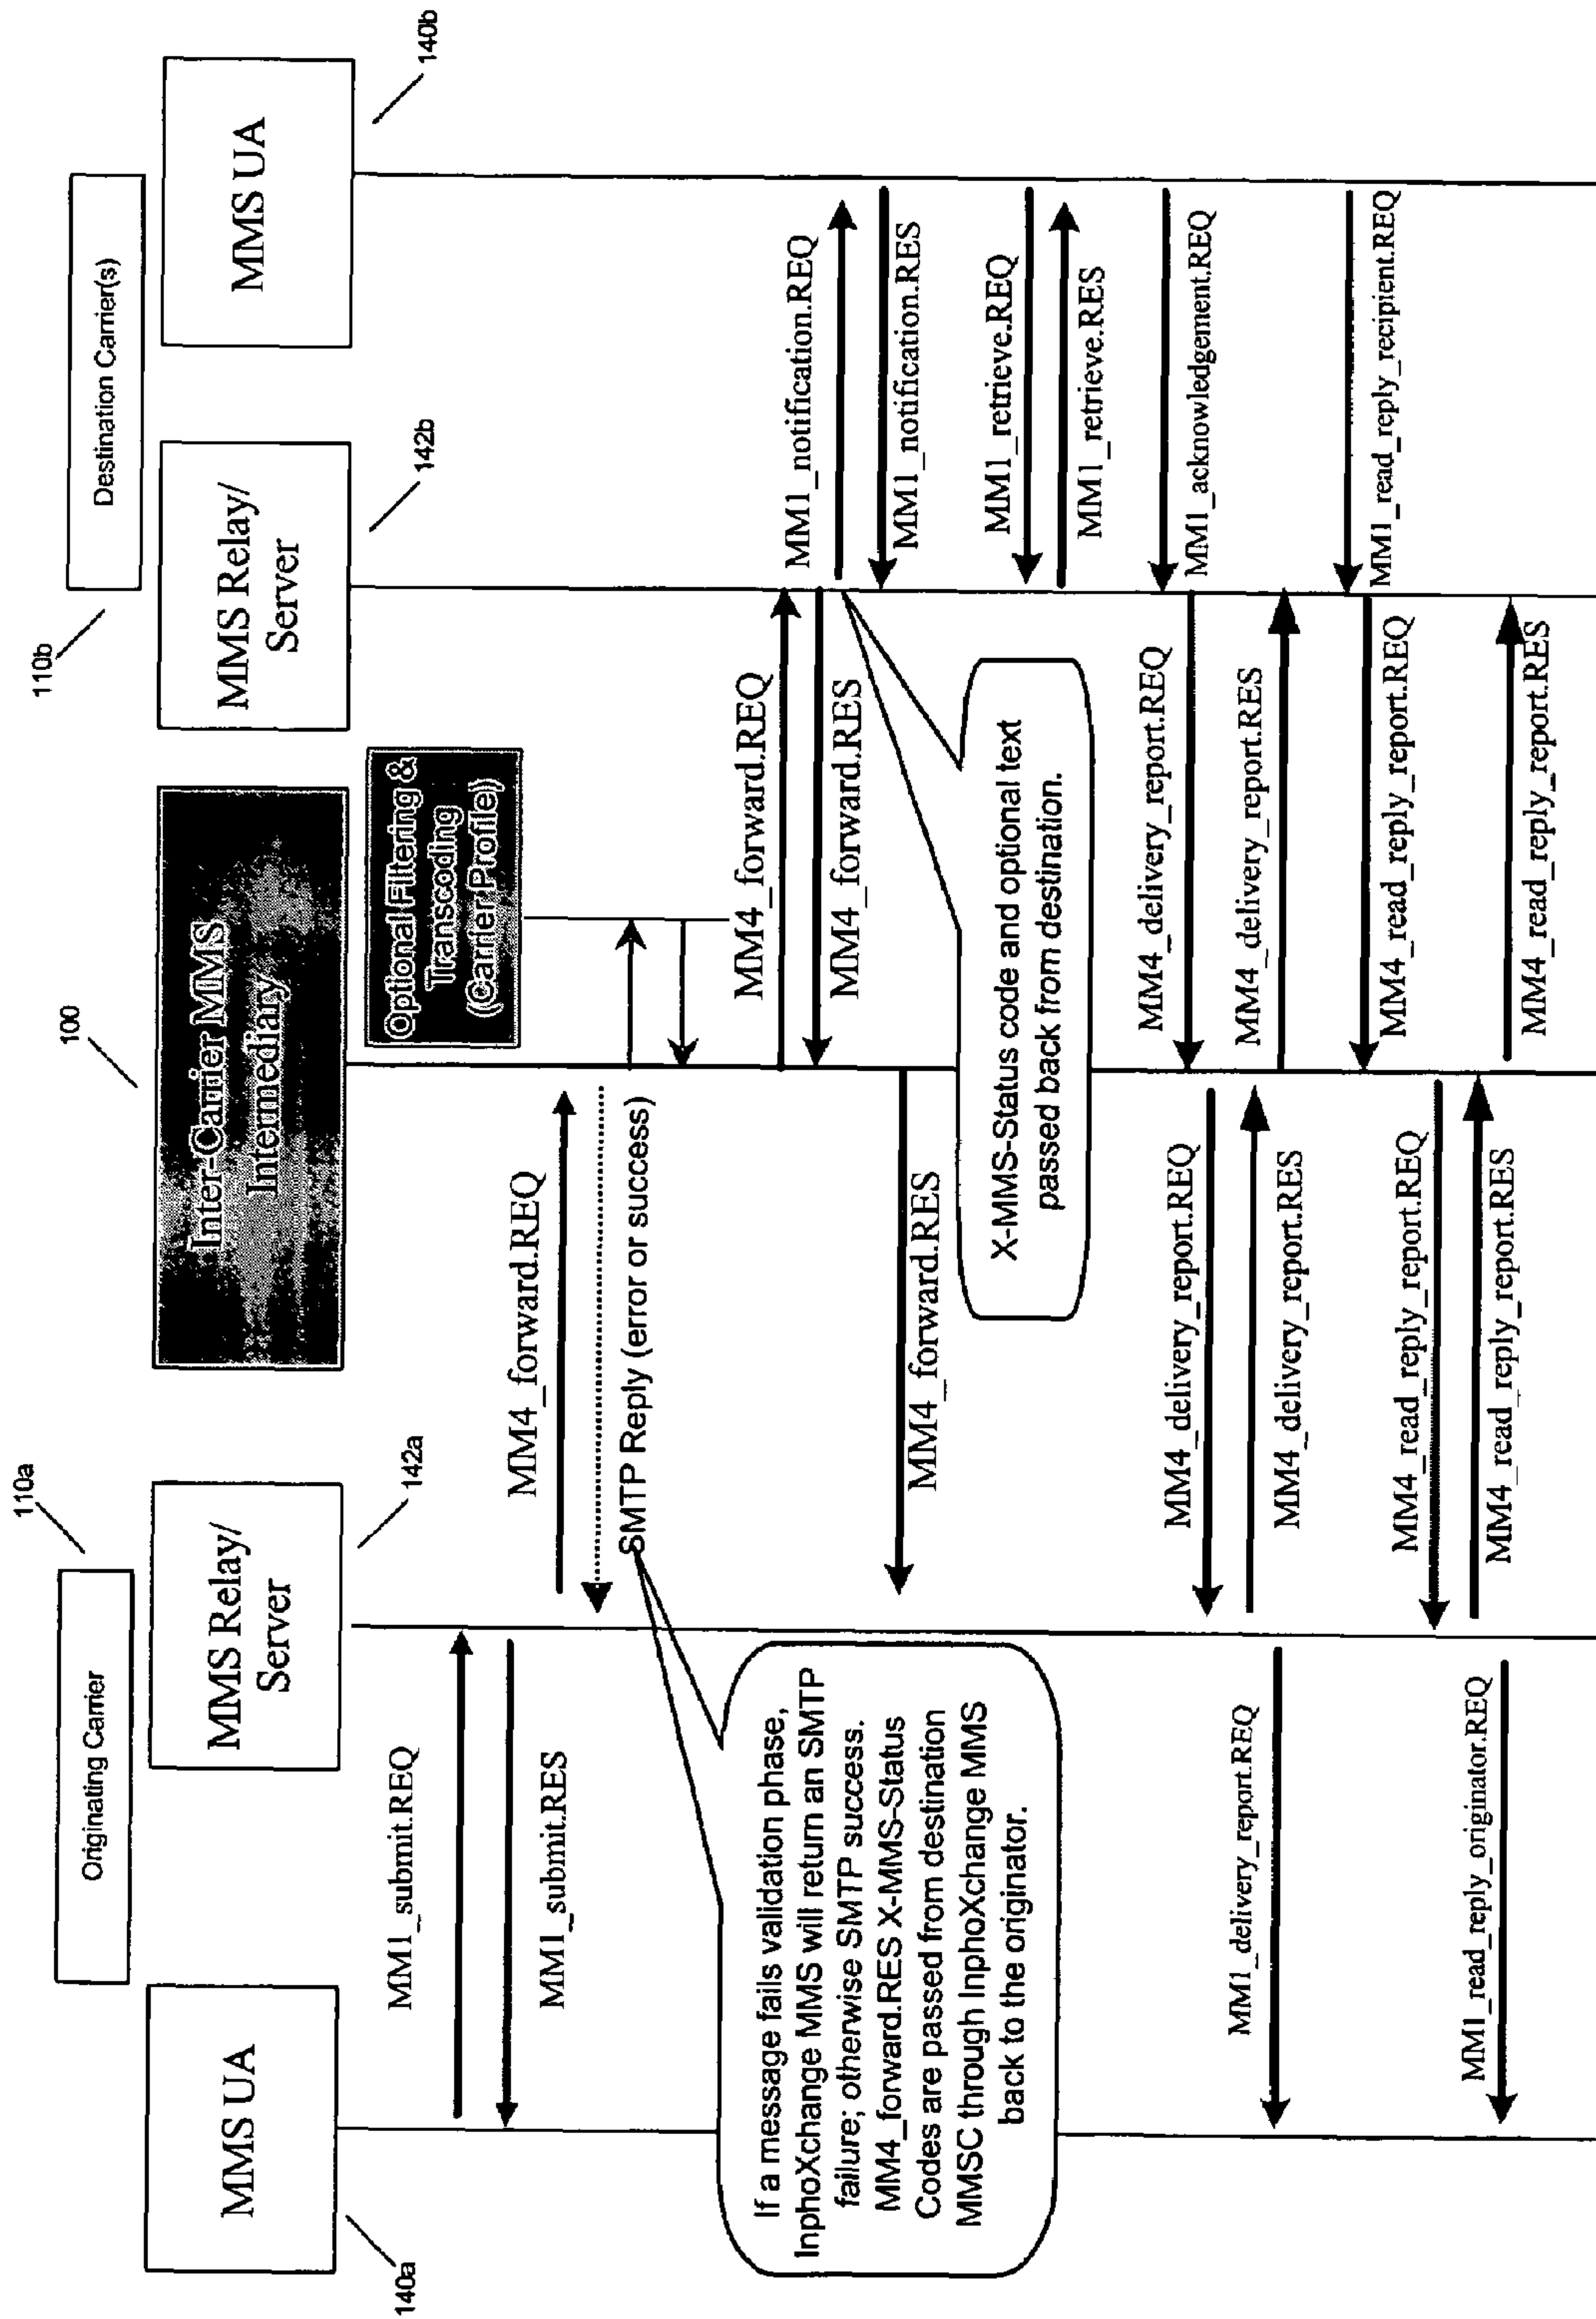 110a
110b
Originating Carrier
Destination Carrier(s)
100
MMS UA
MMS Relay/
Server
Inter-Carrier MMS
Intermediary
MMS Relay/
Server
MMS UA
140a
142a
142b
140b
Optional Filtering &
Transcoding
(Carrier Profile)
MM1_submit.REQ
MM1_submit.RES
MM4_forward.REQ
SMTP Reply (error or success)
MM4_forward.REQ
MM4_forward.RES
MM1_notification.REQ
MM1_notification.RES
MM4_forward.RES
If a message fails validation phase,
InphoXchange MMS will return an SMTP
failure; otherwise SMTP success.
MM4_forward.RES X-MMS-Status
Codes are passed from destination
MMSC through InphoXchange MMS
back to the originator.
X-MMS-Status code and optional text
passed back from destination.
MM1_retrieve.REQ
MM1_retrieve.RES
MM1_acknowledgement.REQ
MM4_delivery_report.REQ
MM4_delivery_report.RES
MM4_delivery_report.REQ
MM4_delivery_report.RES
MM1_delivery_report.REQ
MM1_read_reply_recipient.REQ
MM4_read_reply_report.REQ
MM4_read_reply_report.RES
MM4_read_reply_report.REQ
MM4_read_reply_report.RES
MM1_read_reply_originator.REQ